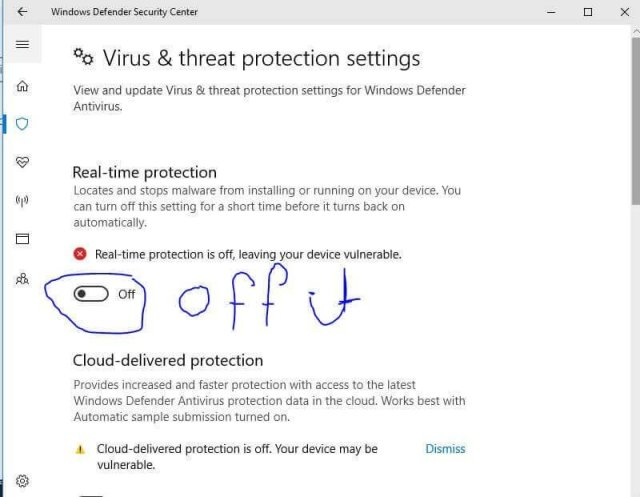 Windows Defender Security Center
Virus & threat protection settings
View and update Virus & threat protection settings for Windows Defender
Antivirus.
Real-time protection
Locates and stops malware from installing or running on your device. You
can turn off this setting for a short time before it turns back on
automatically.
Real-time protection is off, leaving your device vulnerable.
Off off it
Cloud-delivered protection
Provides increased and faster protection with access to the latest
Windows Defender Antivirus protection data in the cloud. Works best with
Automatic sample submission turned on.
Cloud-delivered protection is off. Your device may be Dismiss
vulnerable.